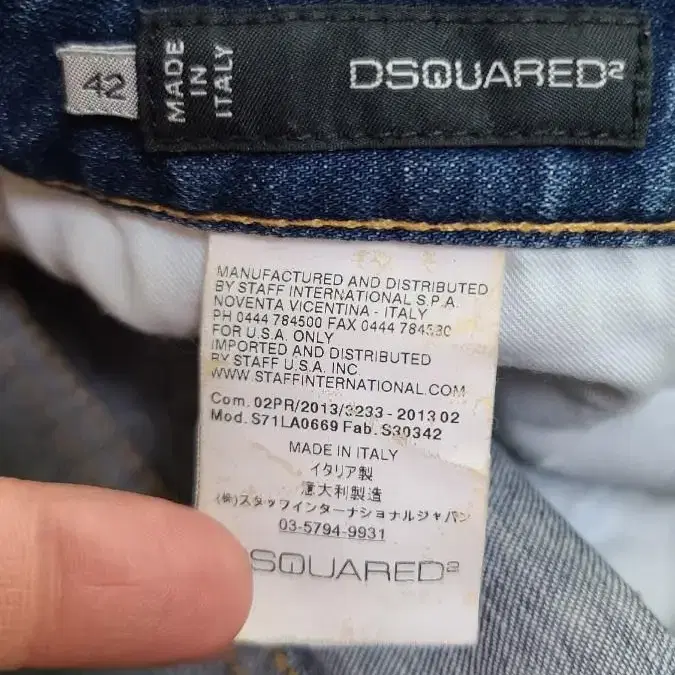 42
MADE
IN
ITALY
DSQUARED²
MANUFACTURED AND DISTRIBUTED
BY STAFF INTERNATIONAL S.P.A.
NOVENTA VICENTINA - ITALY
PH 0444 784500 FAX 0444
FOR U.S.A. ONLY
IMPORTED AND DISTRIBUTED
BY STAFF U.S.A. INC.
WWW.STAFFINTERNATIONAL.COM
Com. 02PR/2013/3233 - 2013 02
Mod. S71LA0669 Fab. S30342
MADE IN ITALY
イタリア製
意大利製造
(株)スタッフインターナショナルジャパン
03-5794-9931
DSQUARED²